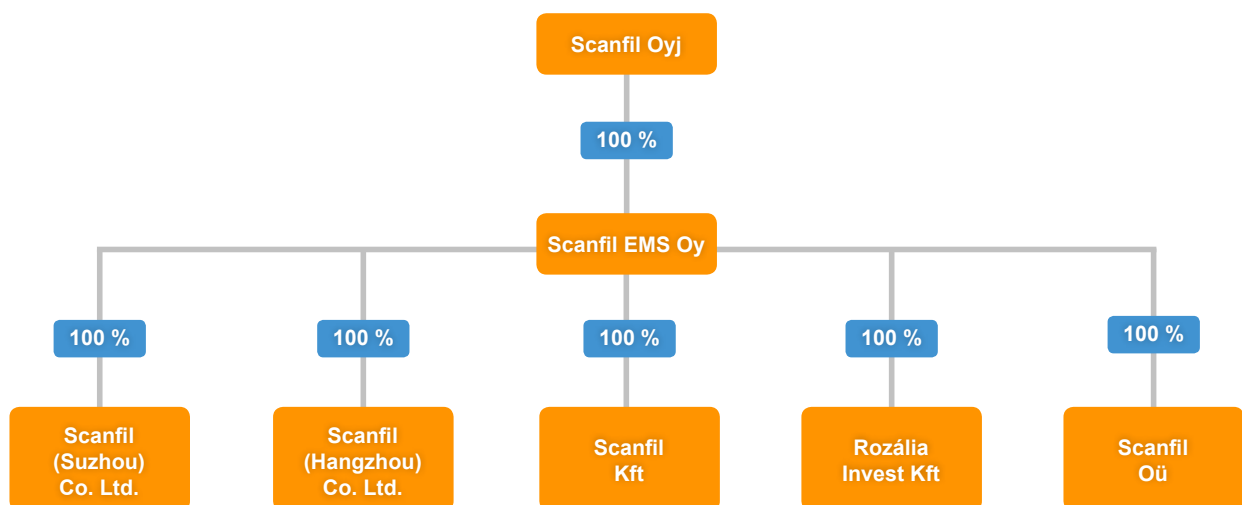 Scanfil Oyj
100 %
Scanfil EMS Oy
100 %
100 %
100 %
100 %
100 %
Scanfil
(Suzhou)
Co. Ltd.
Scanfil
(Hangzhou)
Co. Ltd.
Scanfil
Kft
Rozália
Invest Kft
Scanfil
Oü